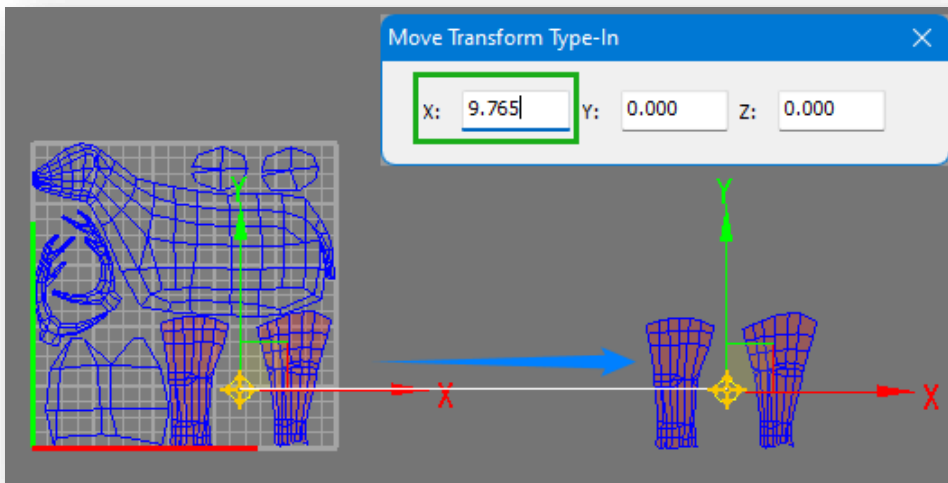 Move Transform Type-In
X: 9.765 Y: 0.000 Z: 0.000
Y Y
X X